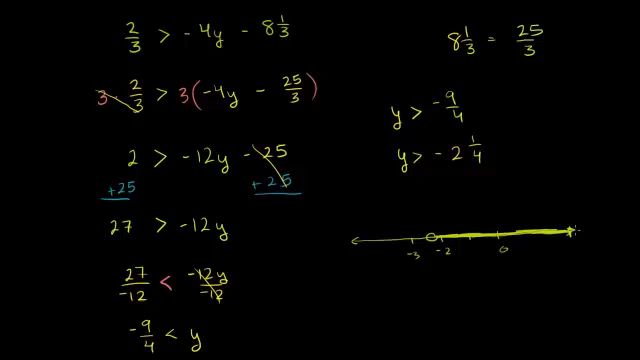 2/3 > -4y - 8 1/3
3 · 2/3 > 3(-4y - 25/3)
2 > -12y - 25
+25 +25
27 > -12y
27/-12 < -12y/-12
-9/4 < y
8 1/3 = 25/3
y > -9/4
y > -2 1/4
-3 -2 0